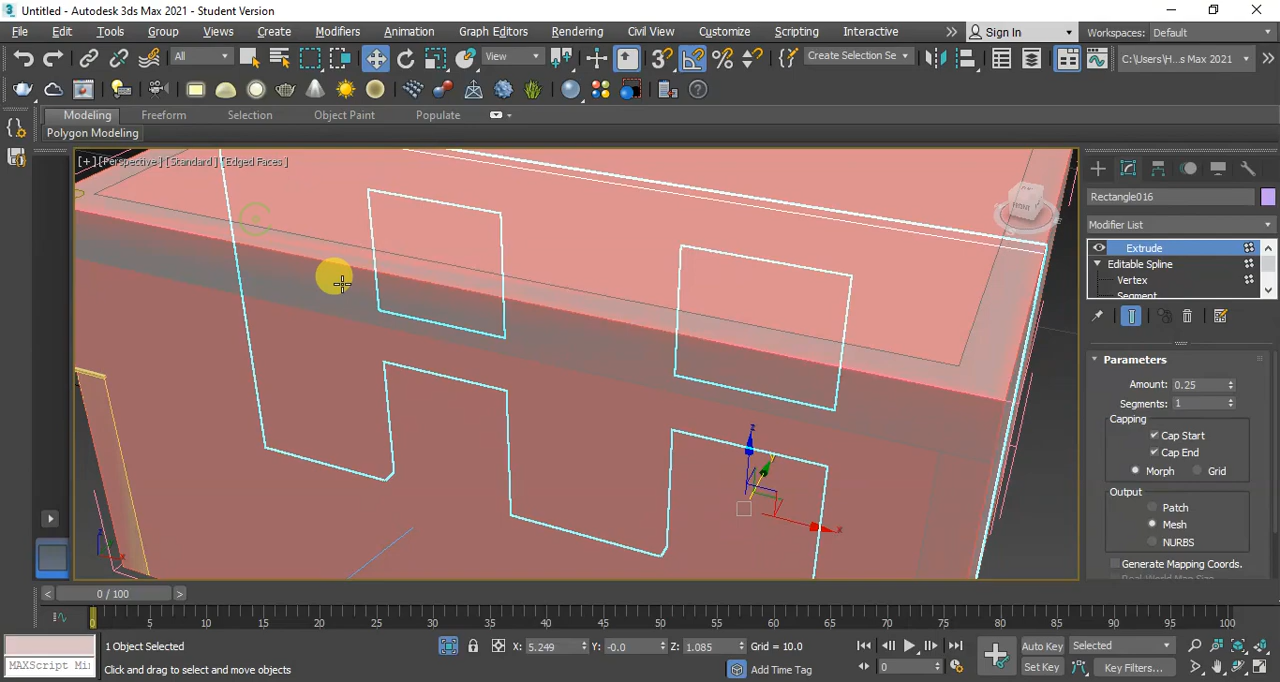 Untitled - Autodesk 3ds Max 2021 - Student Version
File Edit Tools Group Views Create Modifiers Animation Graph Editors Rendering Civil View Customize Scripting Interactive Sign In Workspaces: Default
All View Create Selection Se C:\Users\H...s Max 2021
Modeling Freeform Selection Object Paint Populate
Polygon Modeling
[+] [Perspective] [Standard] [Edged Faces]
Rectangle016
Modifier List
Extrude
Editable Spline
Vertex
Segment
Parameters
Amount: 0.25
Segments: 1
Capping
Cap Start
Cap End
Morph Grid
Output
Patch
Mesh
NURBS
Generate Mapping Coords.
Real-World Map Size
0 / 100
0 5 10 15 20 25 30 35 40 45 50 55 60 65 70 75 80 85 90 95 100
1 Object Selected X: 5.249 Y: -0.0 Z: 1.085 Grid = 10.0 Auto Key Selected
MAXScript Mi Click and drag to select and move objects Add Time Tag 0 Set Key Key Filters...